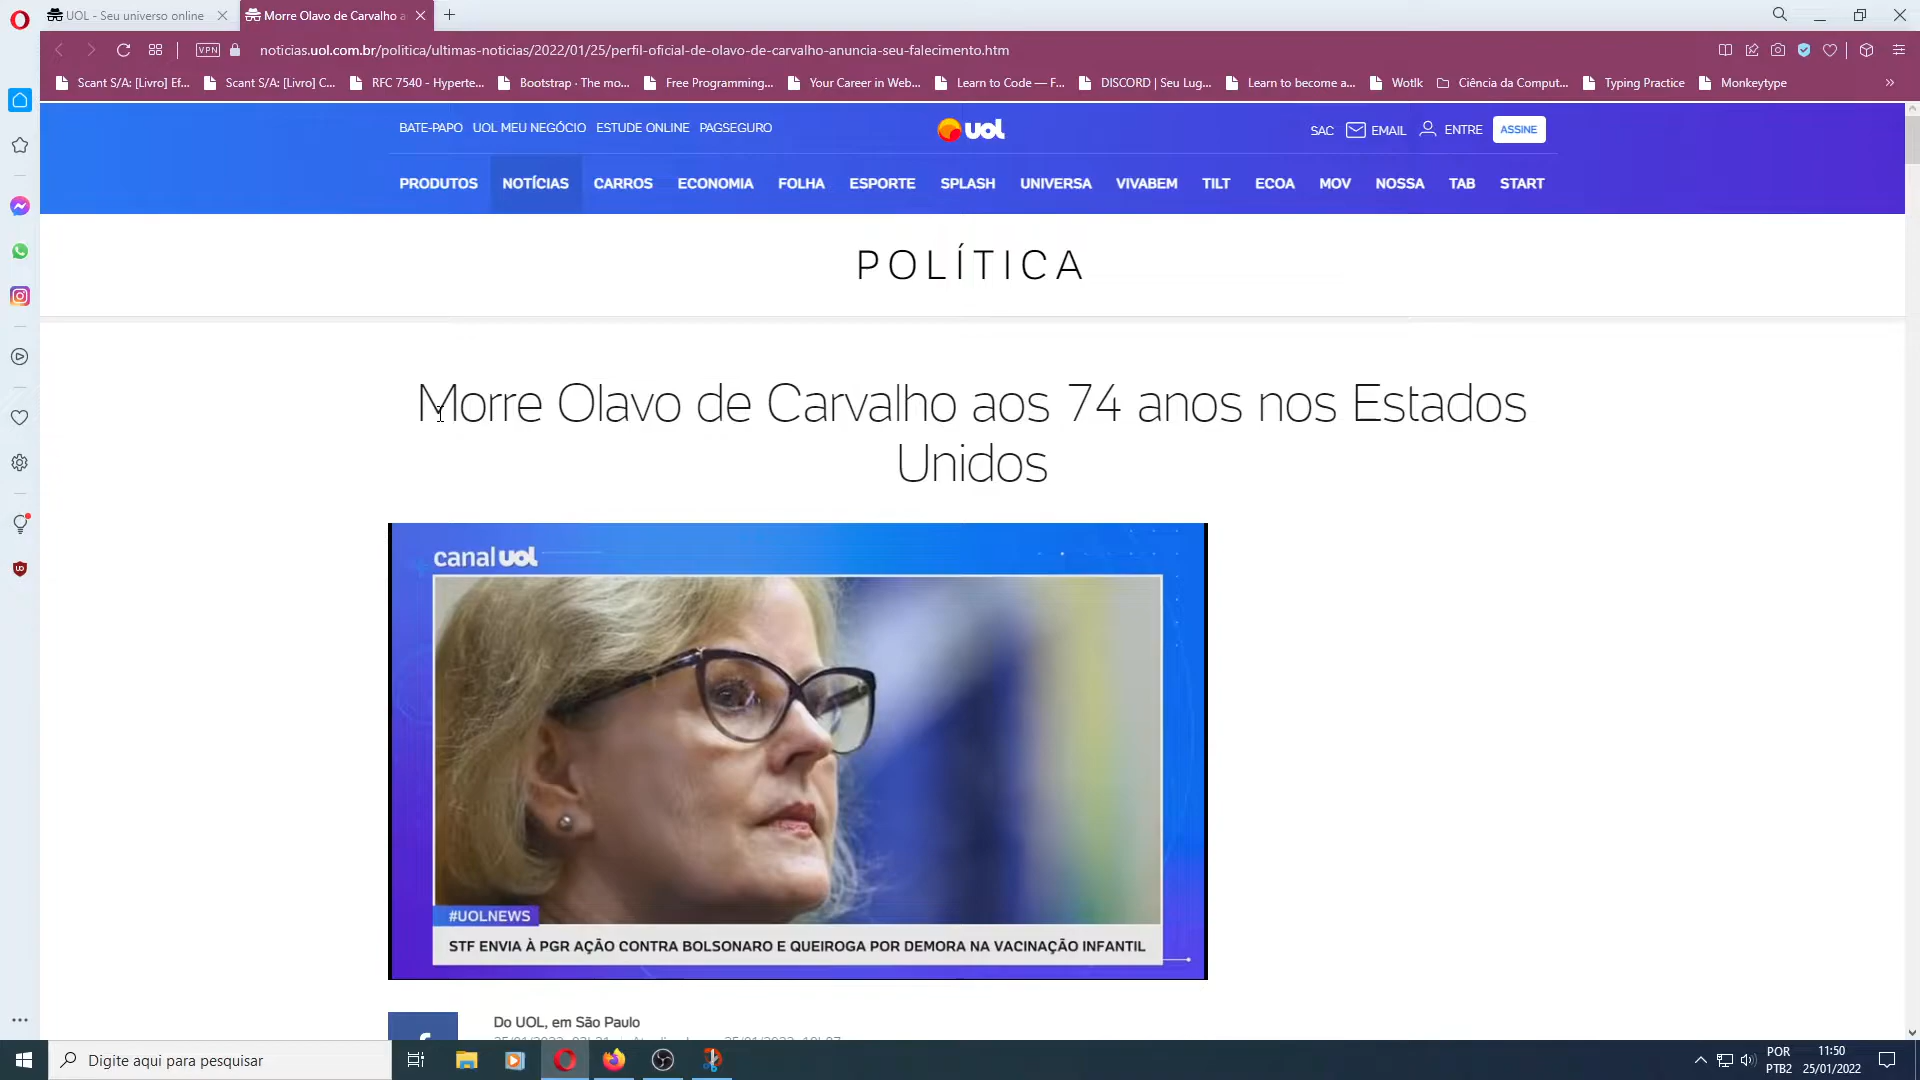 UOL - Seu universo online
Morre Olavo de Carvalho a
VPN
noticias.uol.com.br/politica/ultimas-noticias/2022/01/25/perfil-oficial-de-olavo-de-carvalho-anuncia-seu-falecimento.htm
Scant S/A: [Livro] Ef... Scant S/A: [Livro] C... RFC 7540 - Hyperte... Bootstrap · The mo... Free Programming... Your Career in Web... Learn to Code — F... DISCORD | Seu Lug... Learn to become a... Wotlk Ciência da Comput... Typing Practice Monkeytype
BATE-PAPO UOL MEU NEGÓCIO ESTUDE ONLINE PAGSEGURO uol SAC EMAIL ENTRE ASSINE
PRODUTOS NOTÍCIAS CARROS ECONOMIA FOLHA ESPORTE SPLASH UNIVERSA VIVABEM TILT ECOA MOV NOSSA TAB START
POLÍTICA
Morre Olavo de Carvalho aos 74 anos nos Estados
Unidos
canal uol
#UOLNEWS
STF ENVIA À PGR AÇÃO CONTRA BOLSONARO E QUEIROGA POR DEMORA NA VACINAÇÃO INFANTIL
Do UOL, em São Paulo
Digite aqui para pesquisar
POR
PTB2
11:50
25/01/2022